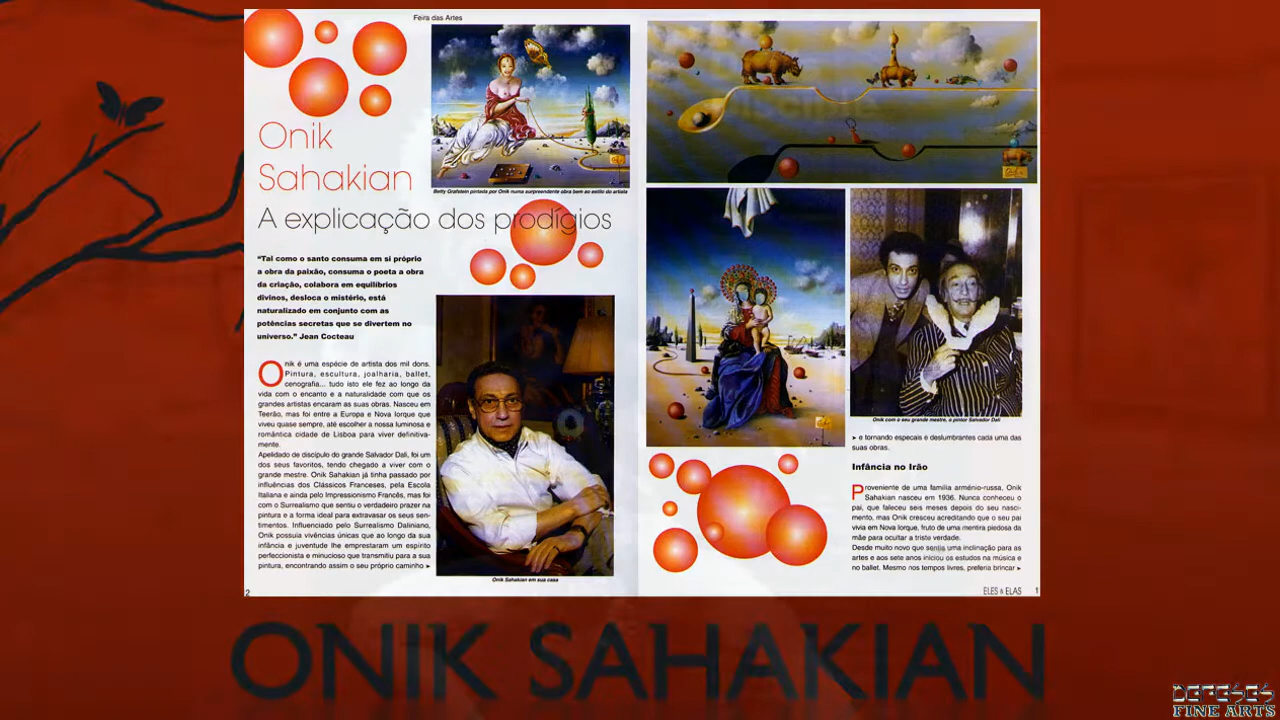 Feira das Artes
Onik
Sahakian
A explicação dos prodígios
Betty Grafstein pintada por Onik numa surpreendente obra bem ao estilo do artista
"Tal como o santo consuma em si próprio
a obra da paixão, consuma o poeta a obra
da criação, colabora em equilíbrios
divinos, desloca o mistério, está
naturalizado em conjunto com as
potências secretas que se divertem no
universo." Jean Cocteau
Onik é uma espécie de artista dos mil dons.
Pintura, escultura, joalharia, ballet,
cenografia... tudo isto ele fez ao longo da
vida com o encanto e a naturalidade com que os
grandes artistas encaram as suas obras. Nasceu em
Teerão, mas foi entre a Europa e Nova Iorque que
viveu quase sempre, até escolher a nossa luminosa e
romântica cidade de Lisboa para viver definitiva-
mente.
Apelidado de discípulo do grande Salvador Dali, foi um
dos seus favoritos, tendo chegado a viver com o
grande mestre. Onik Sahakian já tinha passado por
influências dos Clássicos Franceses, pela Escola
Italiana e ainda pelo Impressionismo Francês, mas foi
com o Surrealismo que sentiu o verdadeiro prazer na
pintura e a forma ideal para extravasar os seus sen-
timentos. Influenciado pelo Surrealismo Daliniano,
Onik possuia vivências únicas que ao longo da sua
infância e juventude lhe emprestaram um espírito
perfeccionista e minucioso que transmitiu para a sua
pintura, encontrando assim o seu próprio caminho ➤
Onik Sahakian em sua casa
2
Onik com o seu grande mestre, o pintor Salvador Dali
➤ e tornando especiais e deslumbrantes cada uma das
suas obras.
Infância no Irão
Proveniente de uma família arménio-russa, Onik
Sahakian nasceu em 1936. Nunca conheceu o
pai, que faleceu seis meses depois do seu nasci-
mento, mas Onik cresceu acreditando que o seu pai
vivia em Nova Iorque, fruto de uma mentira piedosa da
mãe para ocultar a triste verdade.
Desde muito novo que sentia uma inclinação para as
artes e aos sete anos iniciou os estudos na música e
no ballet. Mesmo nos tempos livres, preferia brincar ➤
ELES & ELAS 1
ONIK SAHAKIAN
FINE ARTS